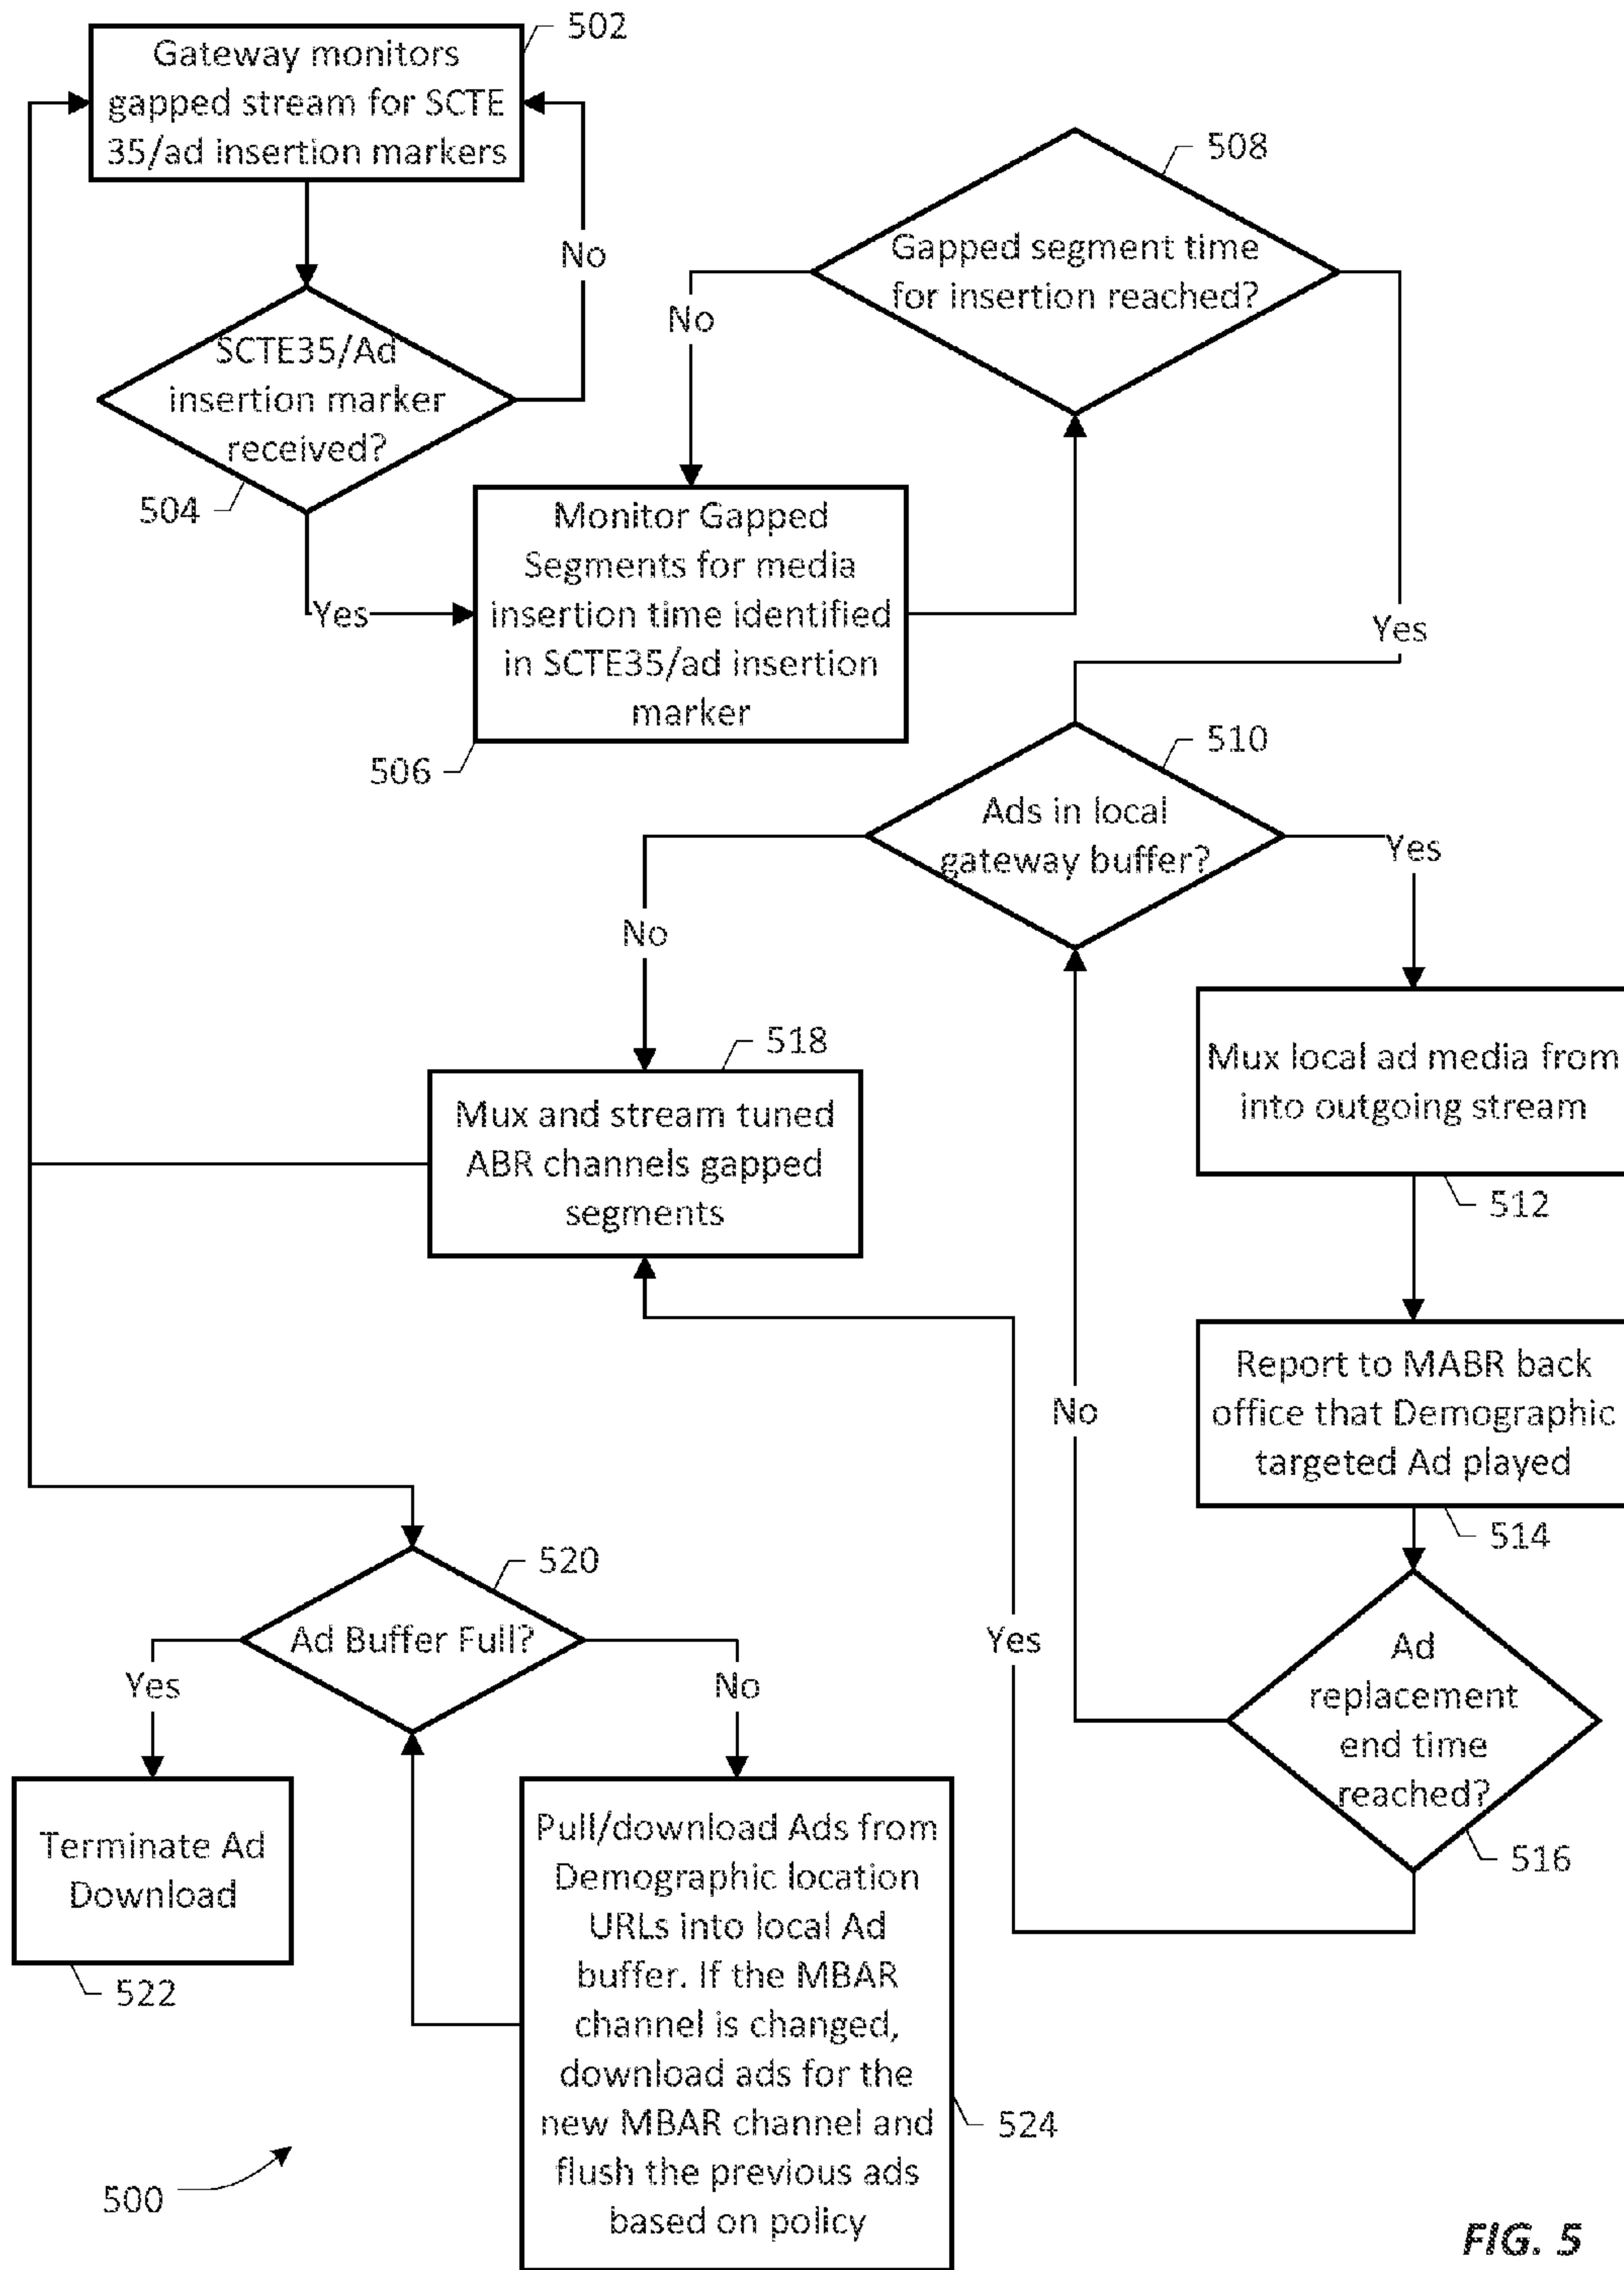 502
Gateway monitors
gapped stream for SCTE
35/ad insertion markers
No
SCTE35/Ad
insertion marker
received?
504
Yes
508
Gapped segment time
for insertion reached?
No
Yes
Monitor Gapped
Segments for media
insertion time identified
in SCTE35/ad insertion
marker
506
510
Ads in local
gateway buffer?
No
Yes
Mux local ad media from
into outgoing stream
512
518
Mux and stream tuned
ABR channels gapped
segments
Report to MABR back
office that Demographic
targeted Ad played
514
No
Yes
Ad
replacement
end time
reached?
516
520
Ad Buffer Full?
Yes
No
Terminate Ad
Download
522
Pull/download Ads from
Demographic location
URLs into local Ad
buffer. If the MBAR
channel is changed,
download ads for the
new MBAR channel and
flush the previous ads
based on policy
524
500
FIG. 5